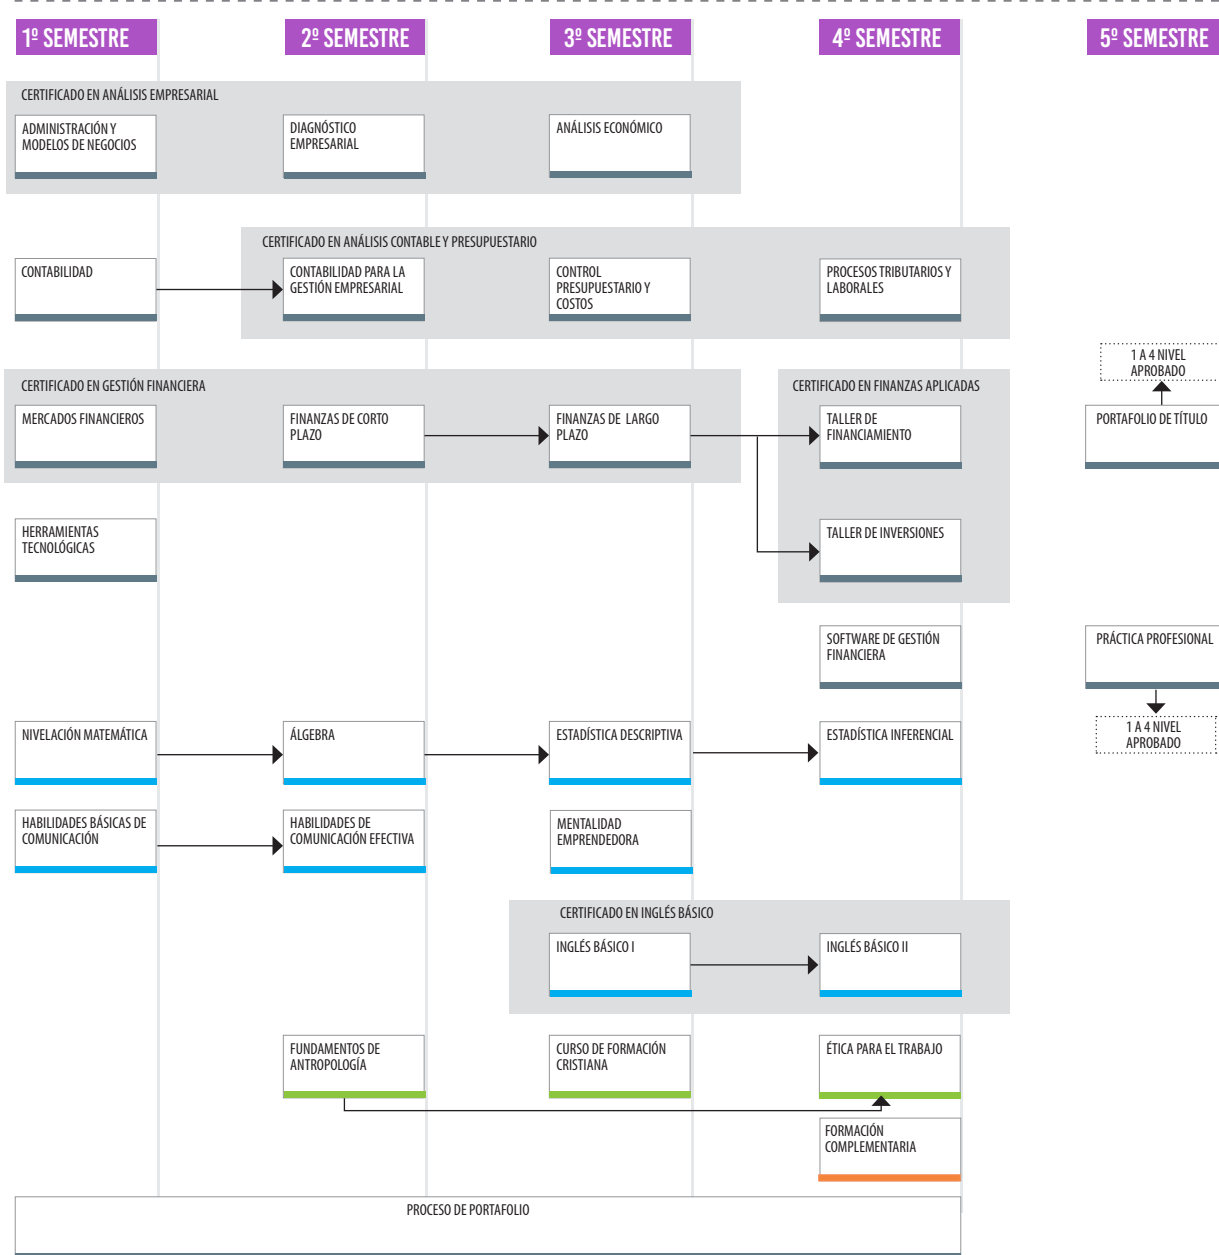 1º SEMESTRE
2º SEMESTRE
3º SEMESTRE
4º SEMESTRE
5º SEMESTRE
CERTIFICADO EN ANÁLISIS EMPRESARIAL
ADMINISTRACIÓN Y
MODELOS DE NEGOCIOS
DIAGNÓSTICO
EMPRESARIAL
ANÁLISIS ECONÓMICO
CERTIFICADO EN ANÁLISIS CONTABLE Y PRESUPUESTARIO
CONTABILIDAD
CONTABILIDAD PARA LA
GESTIÓN EMPRESARIAL
CONTROL
PRESUPUESTARIO Y
COSTOS
PROCESOS TRIBUTARIOS Y
LABORALES
1 A 4 NIVEL
APROBADO
CERTIFICADO EN GESTIÓN FINANCIERA
CERTIFICADO EN FINANZAS APLICADAS
MERCADOS FINANCIEROS
FINANZAS DE CORTO
PLAZO
FINANZAS DE LARGO
PLAZO
TALLER DE
FINANCIAMIENTO
PORTAFOLIO DE TÍTULO
HERRAMIENTAS
TECNOLÓGICAS
TALLER DE INVERSIONES
SOFTWARE DE GESTIÓN
FINANCIERA
PRÁCTICA PROFESIONAL
1 A 4 NIVEL
APROBADO
NIVELACIÓN MATEMÁTICA
ÁLGEBRA
ESTADÍSTICA DESCRIPTIVA
ESTADÍSTICA INFERENCIAL
HABILIDADES BÁSICAS DE
COMUNICACIÓN
HABILIDADES DE
COMUNICACIÓN EFECTIVA
MENTALIDAD
EMPRENDEDORA
CERTIFICADO EN INGLÉS BÁSICO
INGLÉS BÁSICO I
INGLÉS BÁSICO II
FUNDAMENTOS DE
ANTROPOLOGÍA
CURSO DE FORMACIÓN
CRISTIANA
ÉTICA PARA EL TRABAJO
FORMACIÓN
COMPLEMENTARIA
PROCESO DE PORTAFOLIO